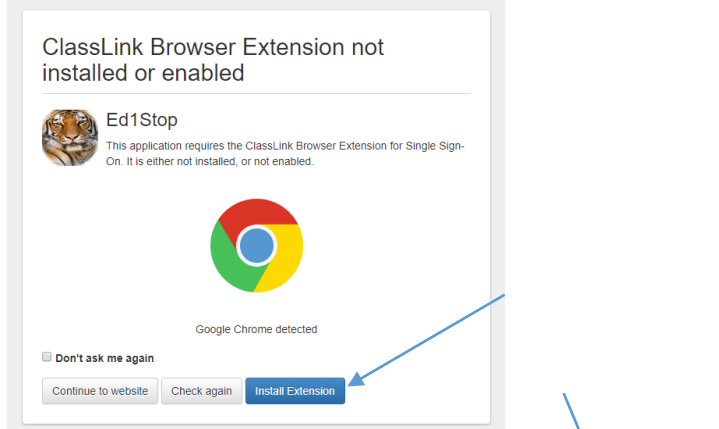 ClassLink Browser Extension not
installed or enabled
Ed1Stop
This application requires the ClassLink Browser Extension for Single Sign-
On. It is either not installed, or not enabled.
Google Chrome detected
Don't ask me again
Continue to website Check again Install Extension